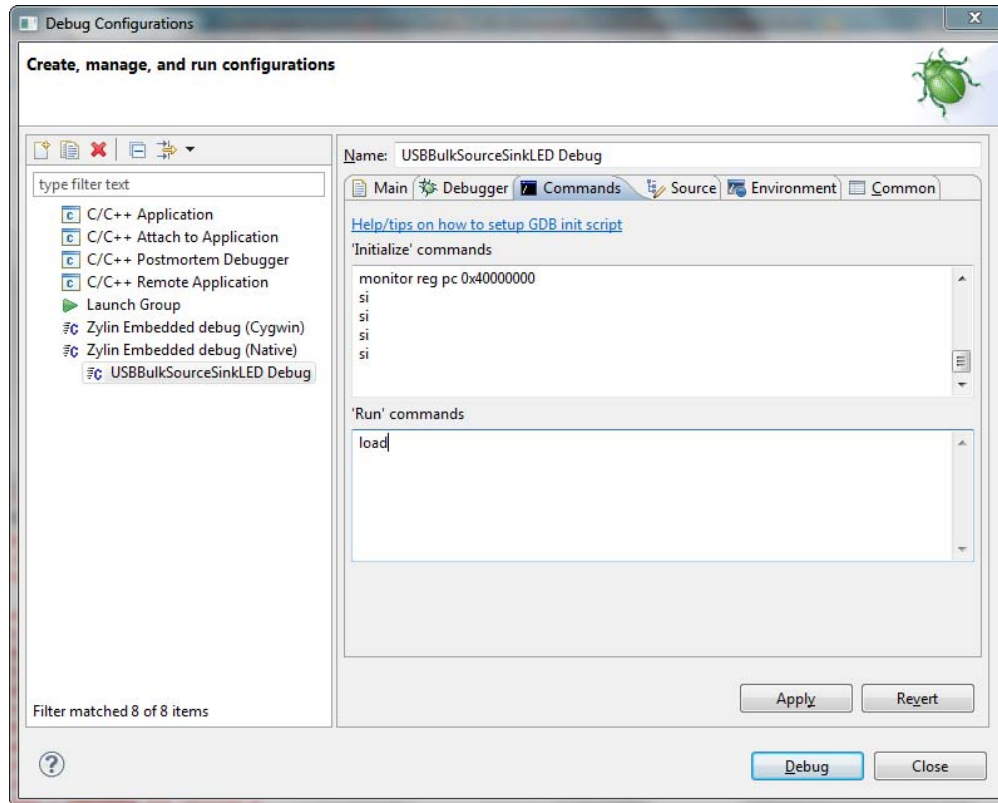 Debug Configurations
Create, manage, and run configurations
type filter text
C/C++ Application
C/C++ Attach to Application
C/C++ Postmortem Debugger
C/C++ Remote Application
Launch Group
Zylin Embedded debug (Cygwin)
Zylin Embedded debug (Native)
USBBulkSourceSinkLED Debug
Filter matched 8 of 8 items
Name: USBBulkSourceSinkLED Debug
Main Debugger Commands Source Environment Common
Help/tips on how to setup GDB init script
'Initialize' commands
monitor reg pc 0x40000000
si
si
si
si
'Run' commands
load
Apply Revert
Debug Close